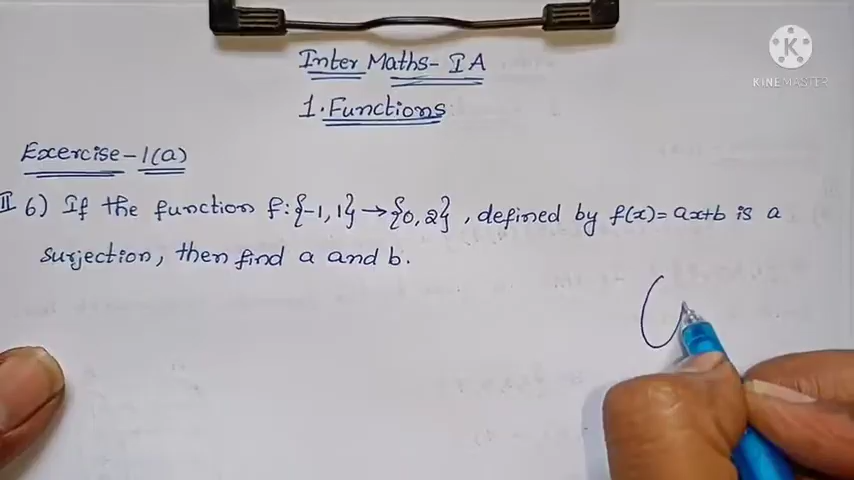 Inter Maths- IA
K
KINEMASTER
1. Functions
Exercise-1(a)
II 6) If the function f:{-1,1}→{0,2}, defined by f(x)= ax+b is a
surjection, then find a and b.